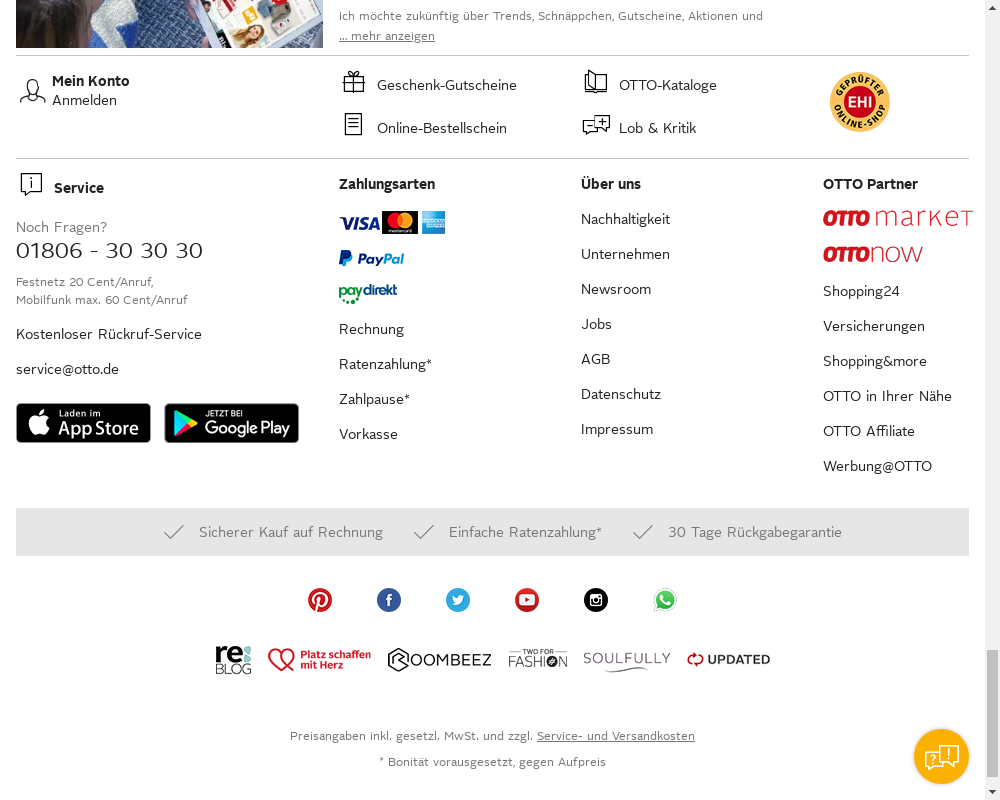 Ich möchte zukünftig über Trends, Schnäppchen, Gutscheine, Aktionen und
... mehr anzeigen
Mein Konto
Anmelden
Geschenk-Gutscheine
OTTO-Kataloge
Online-Bestellschein
Lob & Kritik
GEPRÜFTER
EHI
ONLINE-SHOP
Service
Noch Fragen?
01806 - 30 30 30
Festnetz 20 Cent/Anruf,
Mobilfunk max. 60 Cent/Anruf
Kostenloser Rückruf-Service
service@otto.de
Laden im
App Store
JETZT BEI
Google Play
Zahlungsarten
VISA mastercard AMERICAN EXPRESS
PayPal
paydirekt
Rechnung
Ratenzahlung*
Zahlpause*
Vorkasse
Über uns
Nachhaltigkeit
Unternehmen
Newsroom
Jobs
AGB
Datenschutz
Impressum
OTTO Partner
OTTO market
OTTO now
Shopping24
Versicherungen
Shopping&more
OTTO in Ihrer Nähe
OTTO Affiliate
Werbung@OTTO
Sicherer Kauf auf Rechnung
Einfache Ratenzahlung*
30 Tage Rückgabegarantie
re:
BLOG
Platz schaffen
mit Herz
ROOMBEEZ
TWO FOR
FASHION
SOULFULLY
UPDATED
Preisangaben inkl. gesetzl. MwSt. und zzgl. Service- und Versandkosten
* Bonität vorausgesetzt, gegen Aufpreis